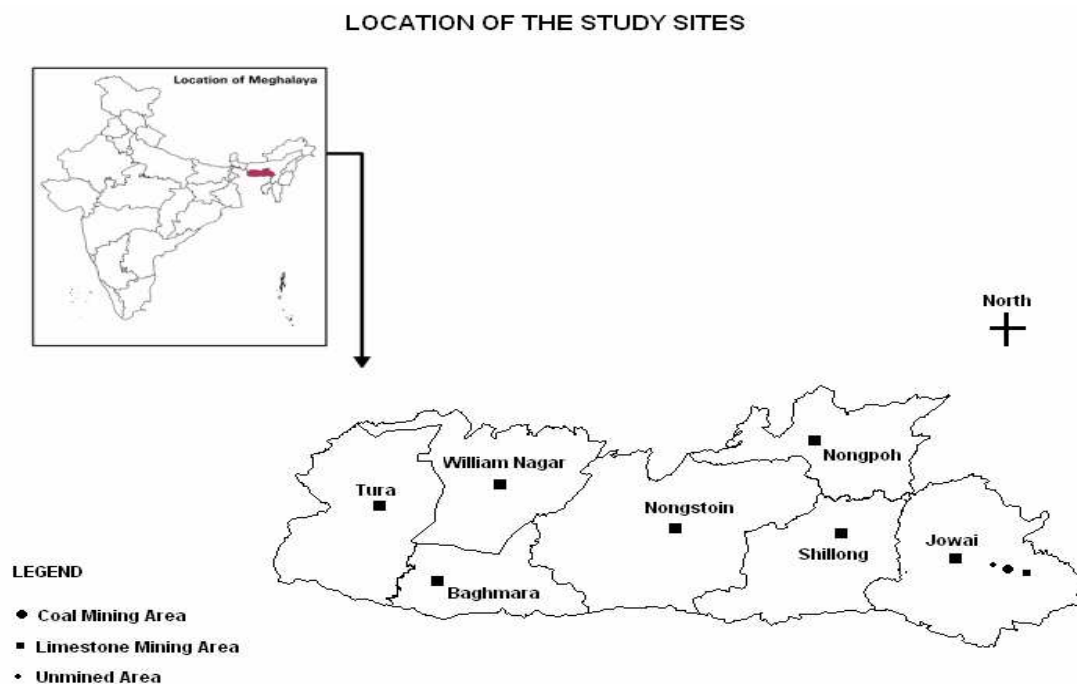 LOCATION OF THE STUDY SITES
Location of Meghalaya
North
Nongpoh
William Nagar
Tura
Nongstoin
Shillong
Jowai
Baghmara
LEGEND
Coal Mining Area
Limestone Mining Area
Unmined Area